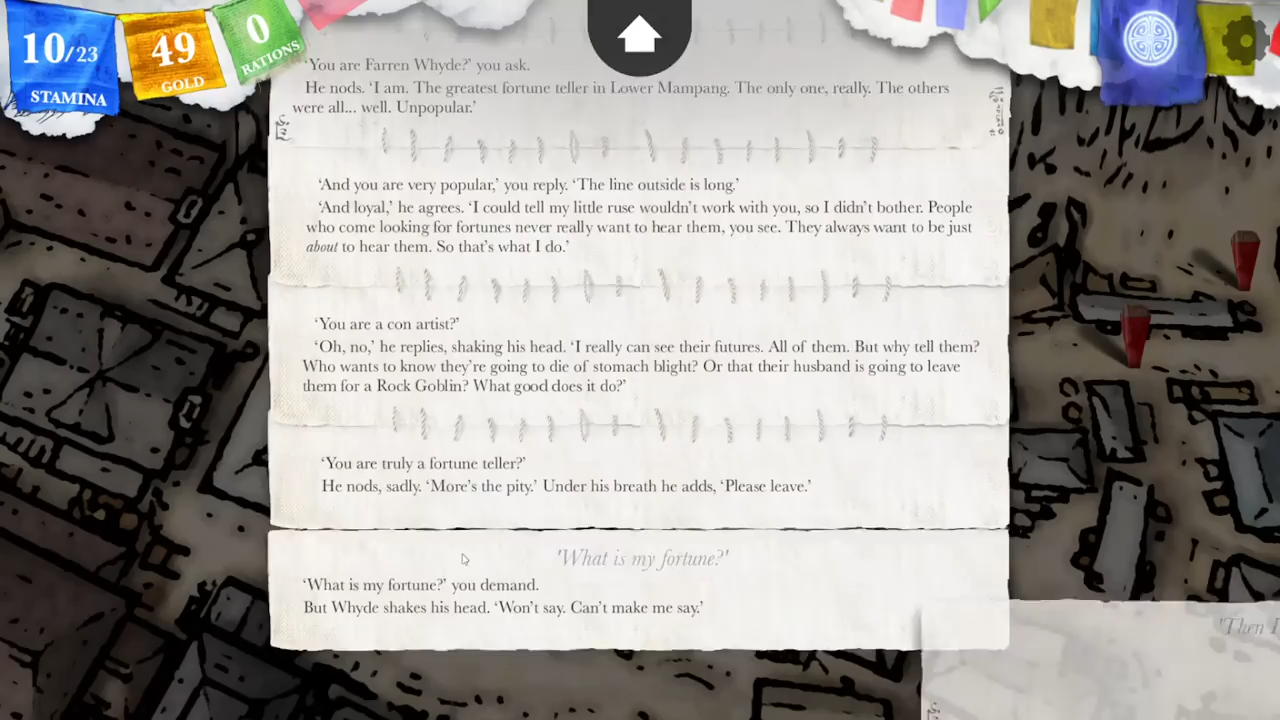 10/23
STAMINA
49
GOLD
0
RATIONS
‘You are Farren Whyde?’ you ask.
He nods. ‘I am. The greatest fortune teller in Lower Mampang. The only one, really. The others
were all... well. Unpopular.’
‘And you are very popular,’ you reply. ‘The line outside is long.’
‘And loyal,’ he agrees. ‘I could tell my little ruse wouldn’t work with you, so I didn’t bother. People
who come looking for fortunes never really want to hear them, you see. They always want to be just
about to hear them. So that’s what I do.’
‘You are a con artist?’
‘Oh, no,’ he replies, shaking his head. ‘I really can see their futures. All of them. But why tell them?
Who wants to know they’re going to die of stomach blight? Or that their husband is going to leave
them for a Rock Goblin? What good does it do?’
‘You are truly a fortune teller?’
He nods, sadly. ‘More’s the pity.’ Under his breath he adds, ‘Please leave.’
'What is my fortune?'
‘What is my fortune?’ you demand.
But Whyde shakes his head. ‘Won’t say. Can’t make me say.’
'Then I